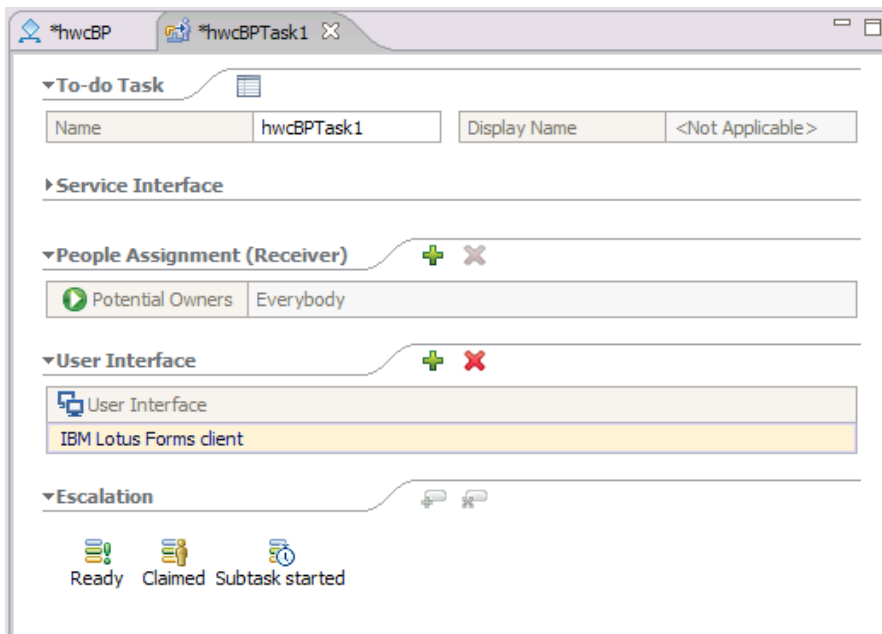 *hwcBP *hwcBPTask1
To-do Task
Name hwcBPTask1 Display Name <Not Applicable>
Service Interface
People Assignment (Receiver)
Potential Owners Everybody
User Interface
User Interface
IBM Lotus Forms client
Escalation
Ready Claimed Subtask started